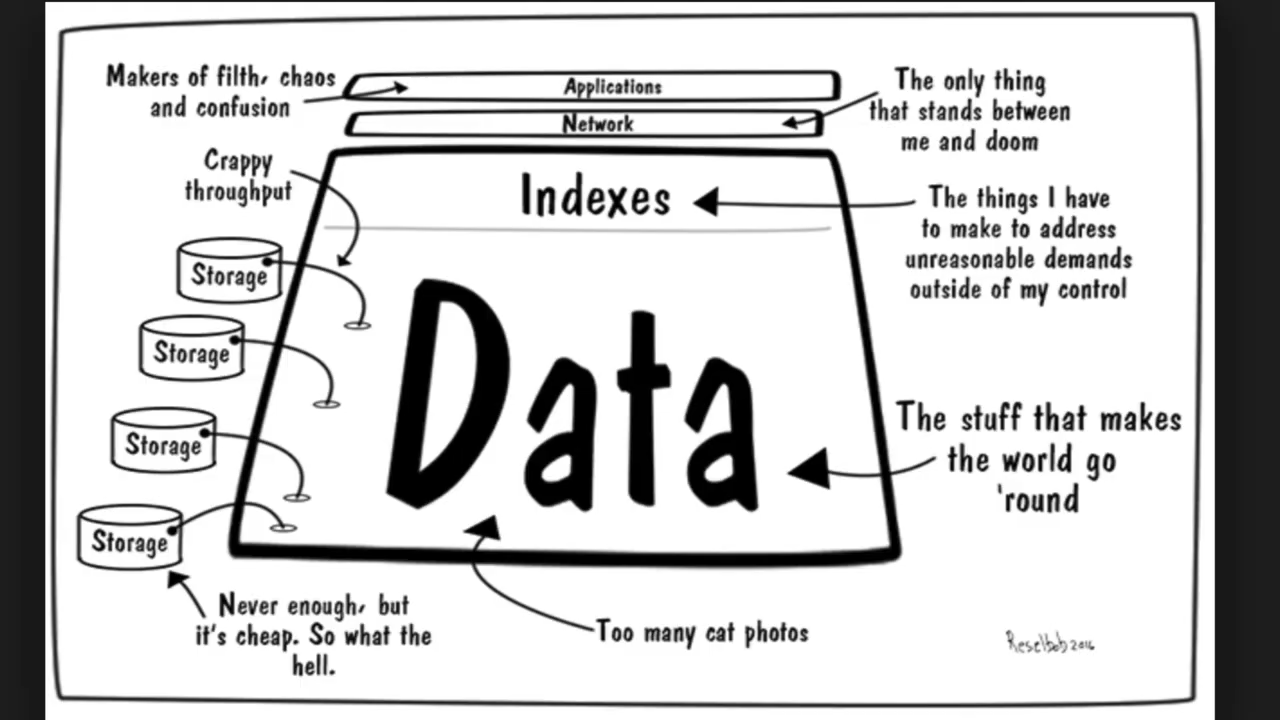 Makers of filth, chaos
and confusion
Applications
Network
The only thing
that stands between
me and doom
Crappy
throughput
Indexes
The things I have
to make to address
unreasonable demands
outside of my control
Storage
Storage
Storage
Storage
Data
The stuff that makes
the world go
'round
Never enough, but
it's cheap. So what the
hell.
Too many cat photos
Reselbob 2016